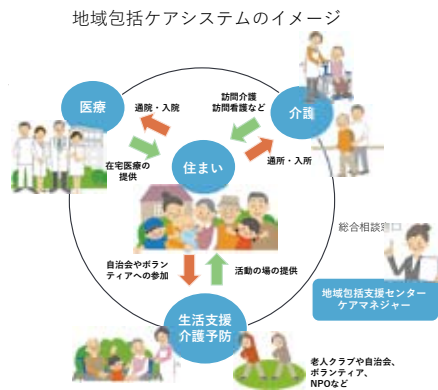 地域包括ケアシステムのイメージ
医療
通院・入院
訪問介護
訪問看護など
介護
在宅医療の
提供
住まい
通所・入所
総合相談窓口
自治会やボラン
ティアへの参加
活動の場の提供
地域包括支援センター
ケアマネジャー
生活支援
介護予防
老人クラブや自治会、
ボランティア、
NPOなど